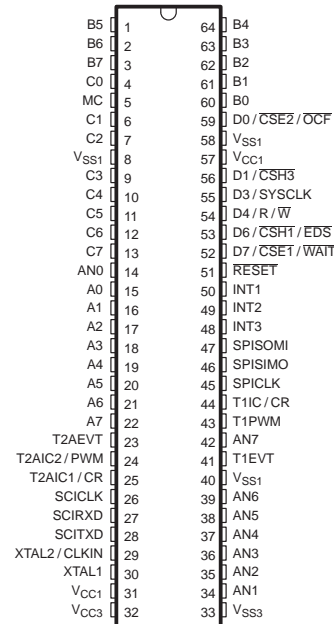 B5 1 64 B4
B6 2 63 B3
B7 3 62 B2
C0 4 61 B1
MC 5 60 B0
C1 6 59 D0/CSE2/OCF
C2 7 58 VSS1
VSS1 8 57 VCC1
C3 9 56 D1/CSH3
C4 10 55 D3/SYSCLK
C5 11 54 D4/R/W
C6 12 53 D6/CSH1/EDS
C7 13 52 D7/CSE1/WAIT
AN0 14 51 RESET
A0 15 50 INT1
A1 16 49 INT2
A2 17 48 INT3
A3 18 47 SPISOMI
A4 19 46 SPISIMO
A5 20 45 SPICLK
A6 21 44 T1IC/CR
A7 22 43 T1PWM
T2AEVT 23 42 AN7
T2AIC2/PWM 24 41 T1EVT
T2AIC1/CR 25 40 VSS1
SCICLK 26 39 AN6
SCIRXD 27 38 AN5
SCITXD 28 37 AN4
XTAL2/CLKIN 29 36 AN3
XTAL1 30 35 AN2
VCC1 31 34 AN1
VCC3 32 33 VSS3